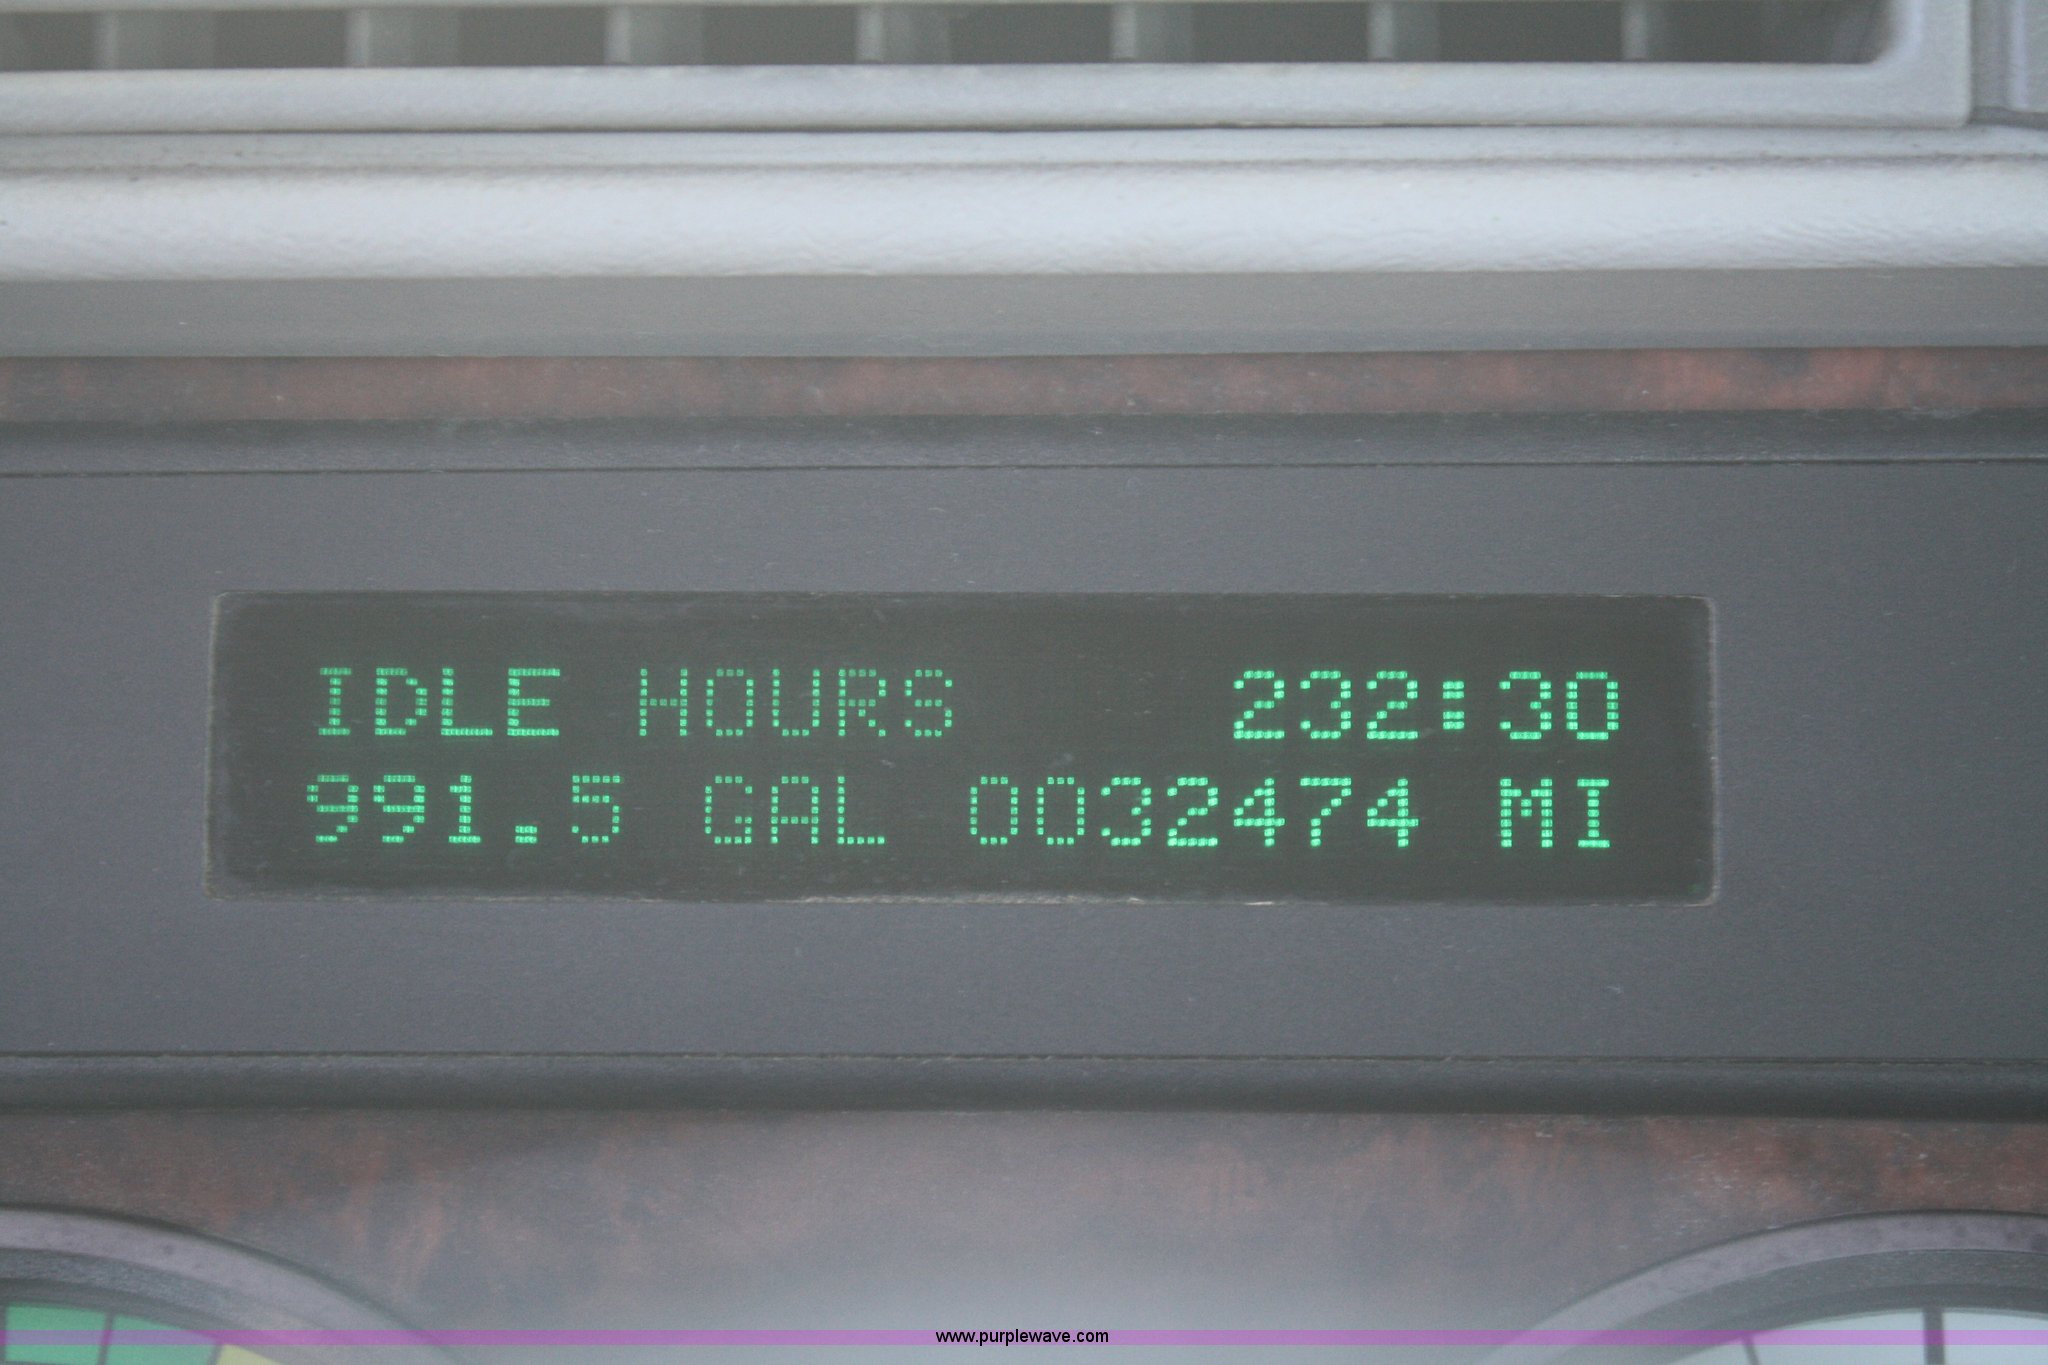 IDLE HOURS 232:30
991.5 GAL 0032474 MI
www.purplewave.com